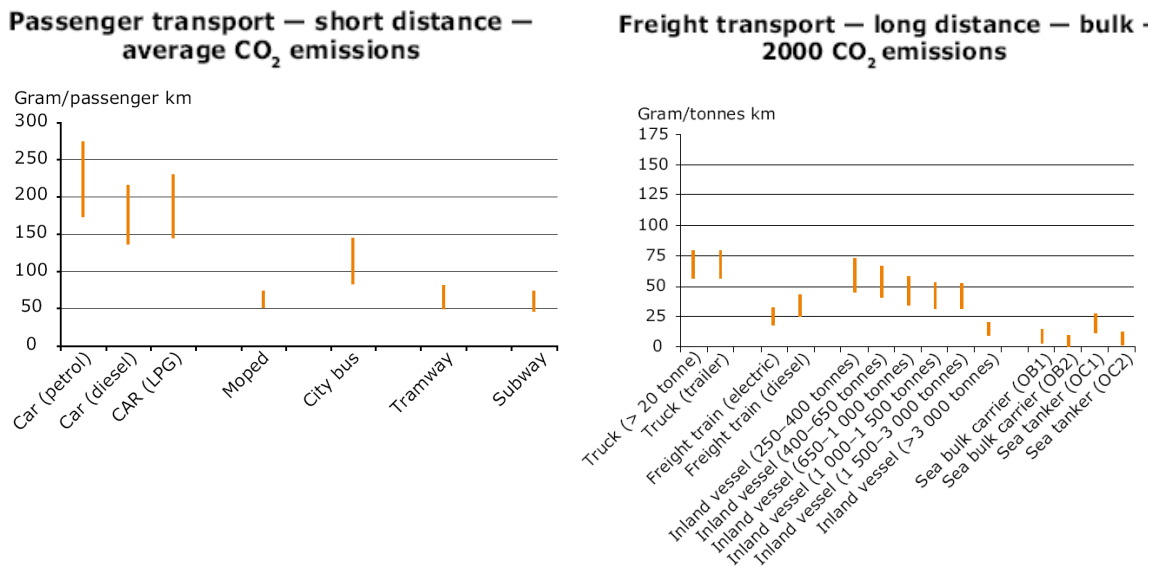 Passenger transport — short distance —
average CO2 emissions
Gram/passenger km
300
250
200
150
100
50
0
Car (petrol)
Car (diesel)
CAR (LPG)
Moped
City bus
Tramway
Subway
Freight transport — long distance — bulk -
2000 CO2 emissions
Gram/tonnes km
175
150
125
100
75
50
25
0
Truck (> 20 tonne)
Truck (trailer)
Freight train (electric)
Freight train (diesel)
Inland vessel (250–400 tonnes)
Inland vessel (400–650 tonnes)
Inland vessel (650–1 000 tonnes)
Inland vessel (1 000–1 500 tonnes)
Inland vessel (1 500–3 000 tonnes)
Inland vessel (>3 000 tonnes)
Sea bulk carrier (OB1)
Sea bulk carrier (OB2)
Sea tanker (OC1)
Sea tanker (OC2)